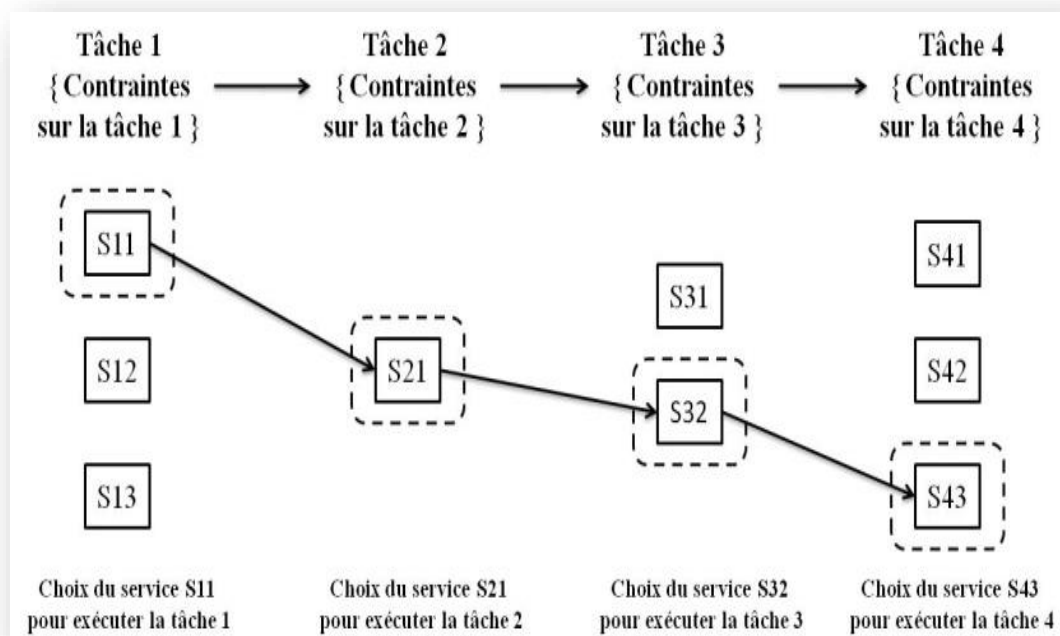 Tâche 1
{ Contraintes
sur la tâche 1 }
Tâche 2
{ Contraintes
sur la tâche 2 }
Tâche 3
{ Contraintes
sur la tâche 3 }
Tâche 4
{ Contraintes
sur la tâche 4 }
S11
S12
S13
S21
S31
S32
S41
S42
S43
Choix du service S11
pour exécuter la tâche 1
Choix du service S21
pour exécuter la tâche 2
Choix du service S32
pour exécuter la tâche 3
Choix du service S43
pour exécuter la tâche 4